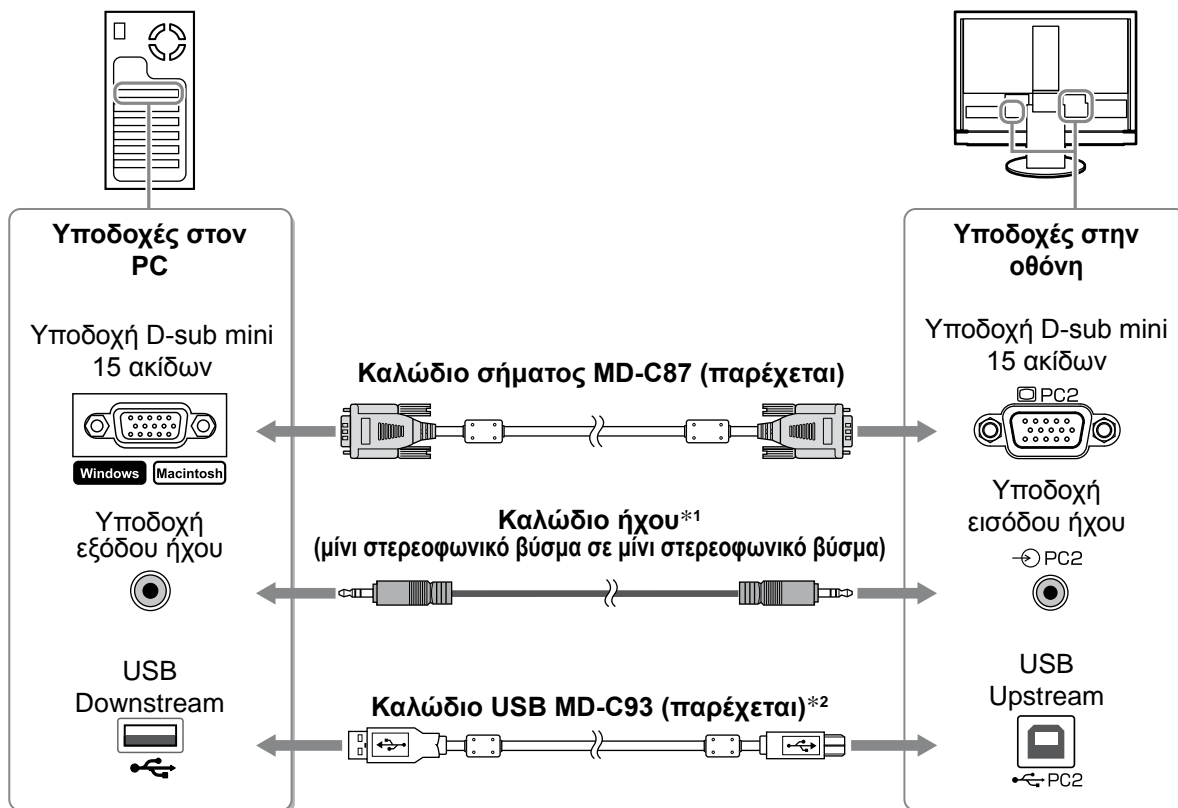 Υποδοχές στον
PC
Υποδοχή D-sub mini
15 ακίδων
Windows
Macintosh
Υποδοχή
εξόδου ήχου
USB
Downstream
Καλώδιο σήματος MD-C87 (παρέχεται)
Καλώδιο ήχου*1
(μίνι στερεοφωνικό βύσμα σε μίνι στερεοφωνικό βύσμα)
Καλώδιο USB MD-C93 (παρέχεται)*2
Υποδοχές στην
οθόνη
Υποδοχή D-sub mini
15 ακίδων
PC2
Υποδοχή
εισόδου ήχου
PC2
USB
Upstream
PC2